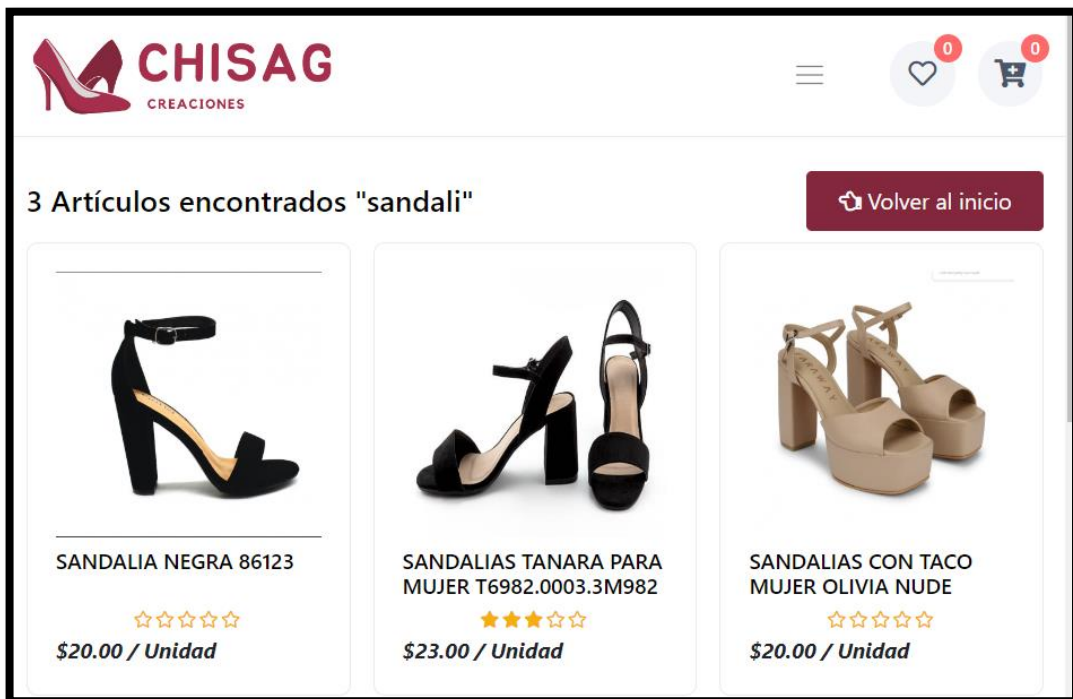 CHISAG
CREACIONES
0
0
3 Artículos encontrados "sandali"
Volver al inicio
SANDALIA NEGRA 86123
$20.00 / Unidad
SANDALIAS TANARA PARA
MUJER T6982.0003.3M982
$23.00 / Unidad
SANDALIAS CON TACO
MUJER OLIVIA NUDE
$20.00 / Unidad